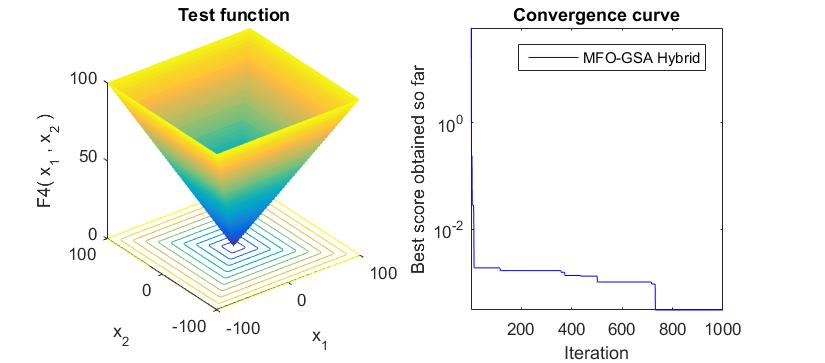 Test function
100
50
0
F4( x1 , x2 )
100
0
-100
x2
-100
0
100
x1
Convergence curve
MFO-GSA Hybrid
Best score obtained so far
10^0
10^-2
200 400 600 800 1000
Iteration